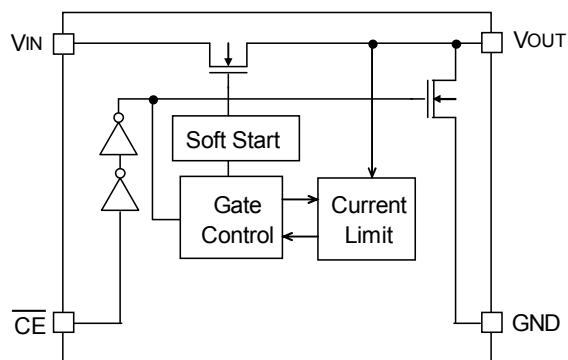 VIN
VOUT
Soft Start
Gate
Control
Current
Limit
CE
GND